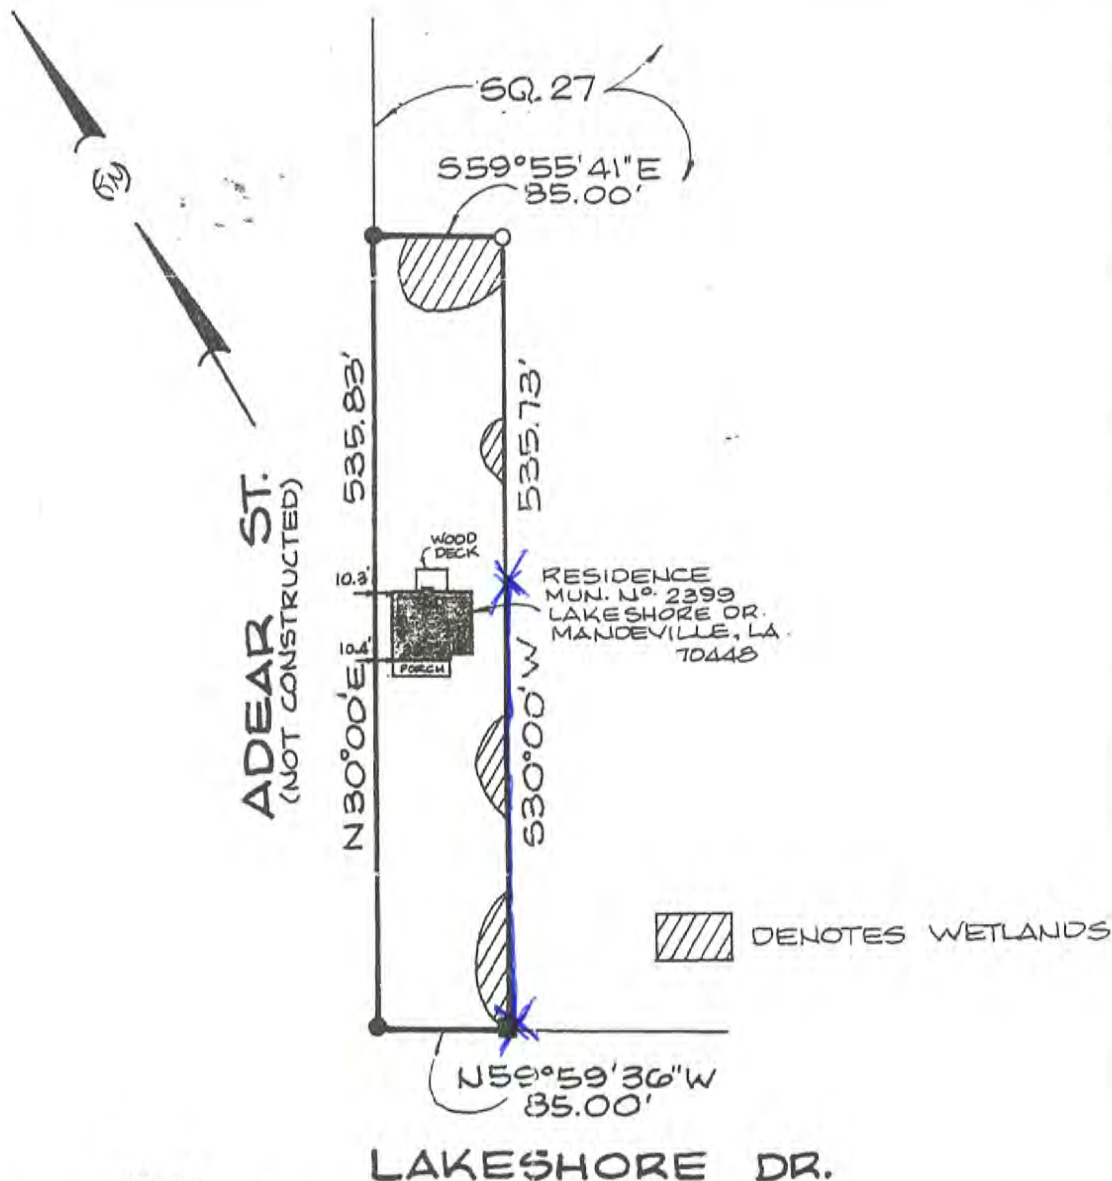 SQ. 27
S59°55'41"E
85.00'
535.83'
535.73'
ADEAR ST.
(NOT CONSTRUCTED)
WOOD
DECK
10.3'
10.4'
PORCH
RESIDENCE
MUN. Nº 2399
LAKESHORE DR.
MANDEVILLE, LA.
70448
N30°00'E
S30°00'W
DENOTES WETLANDS
N59°59'36"W
85.00'
LAKESHORE DR.